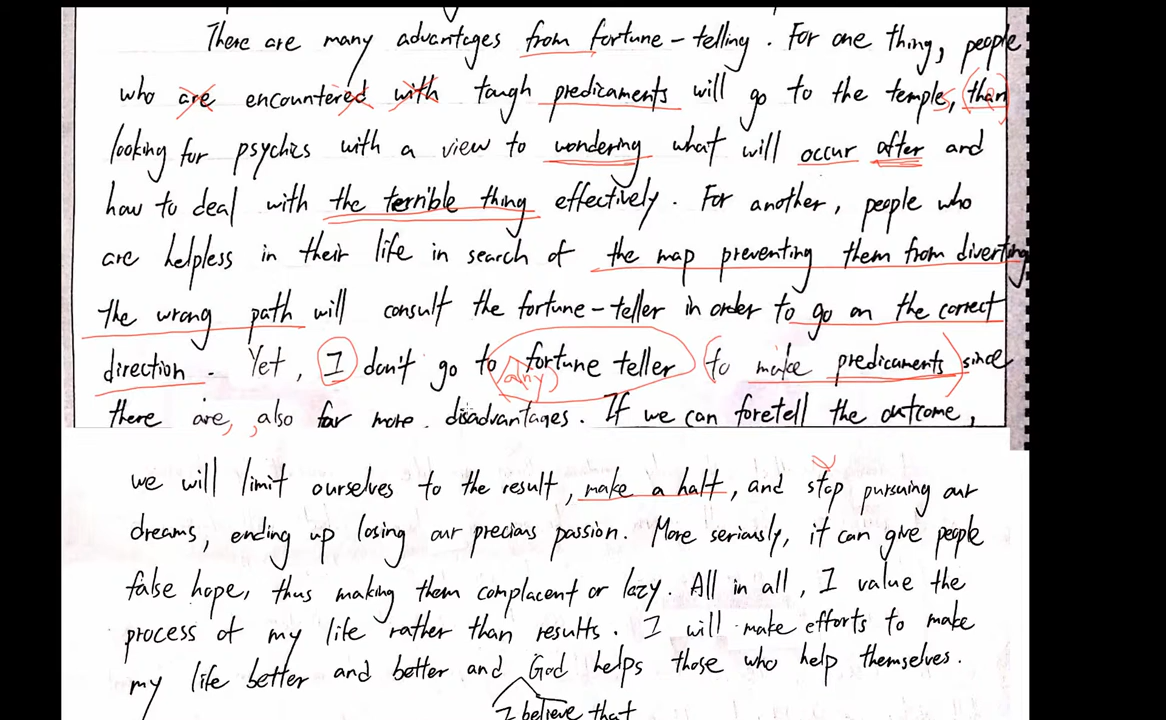 There are many advantages from fortune-telling. For one thing, people
who are encountered with tough predicaments will go to the temples, than
looking for psychics with a view to wondering what will occur after and
how to deal with the terrible thing effectively. For another, people who
are helpless in their life in search of the map preventing them from diverting
the wrong path will consult the fortune-teller in order to go on the correct
direction. Yet, I don't go to fortune teller to make predicaments since
(any)
there are, also far more disadvantages. If we can foretell the outcome,
we will limit ourselves to the result, make a halt, and stop pursuing our
dreams, ending up losing our precious passion. More seriously, it can give people
false hope, thus making them complacent or lazy. All in all, I value the
process of my life rather than results. I will make efforts to make
my life better and better and God helps those who help themselves.
I believe that